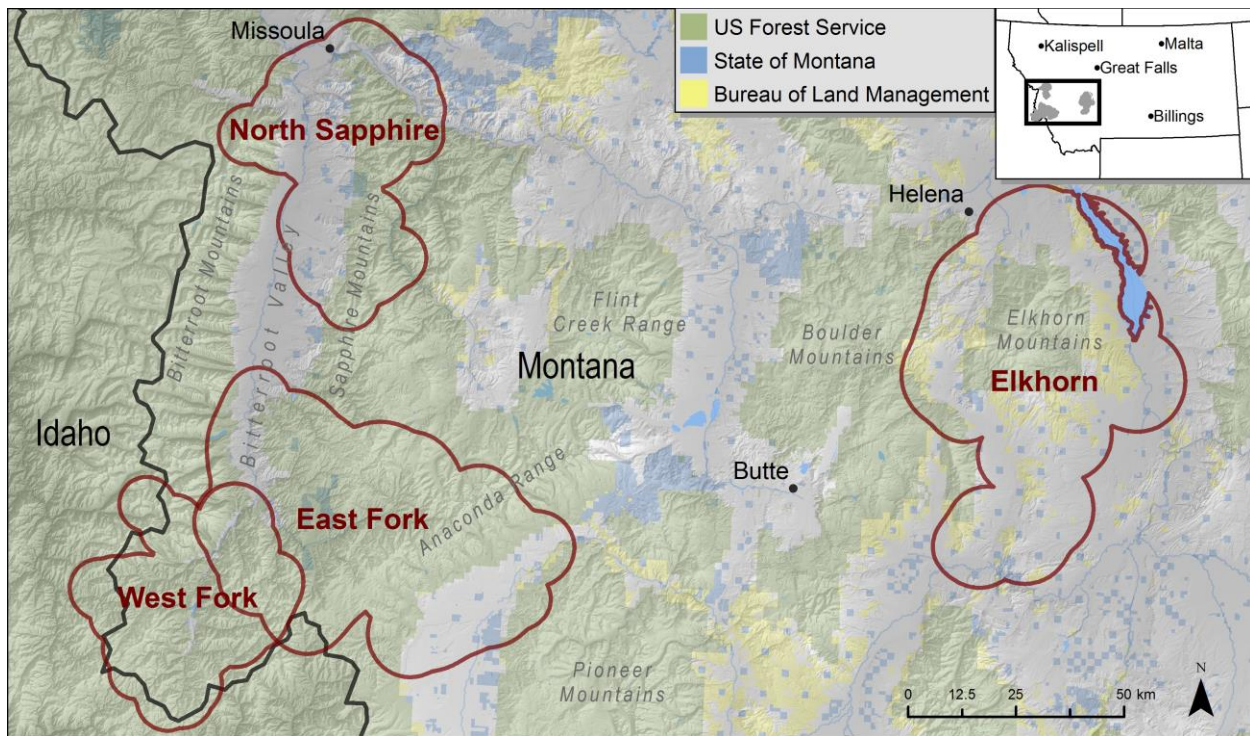 Missoula
US Forest Service
State of Montana
Bureau of Land Management
Kalispell
Malta
Great Falls
Billings
North Sapphire
Bitterroot Mountains
Bitterroot Valley
Sapphire Mountains
Helena
Flint
Creek Range
Boulder
Mountains
Elkhorn
Mountains
Montana
Elkhorn
Idaho
Butte
East Fork
Anaconda Range
West Fork
Pioneer
Mountains
N
0 12.5 25 50 km